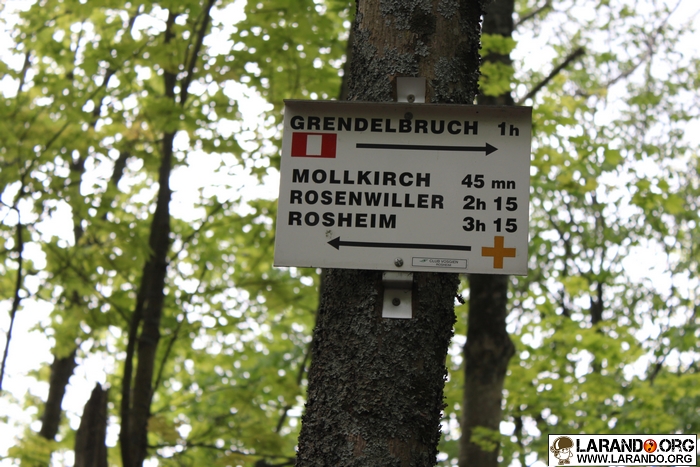 GRENDELBRUCH 1h
MOLLKIRCH 45 mn
ROSENWILLER 2h 15
ROSHEIM 3h 15
LARANDO.ORG
WWW.LARANDO.ORG